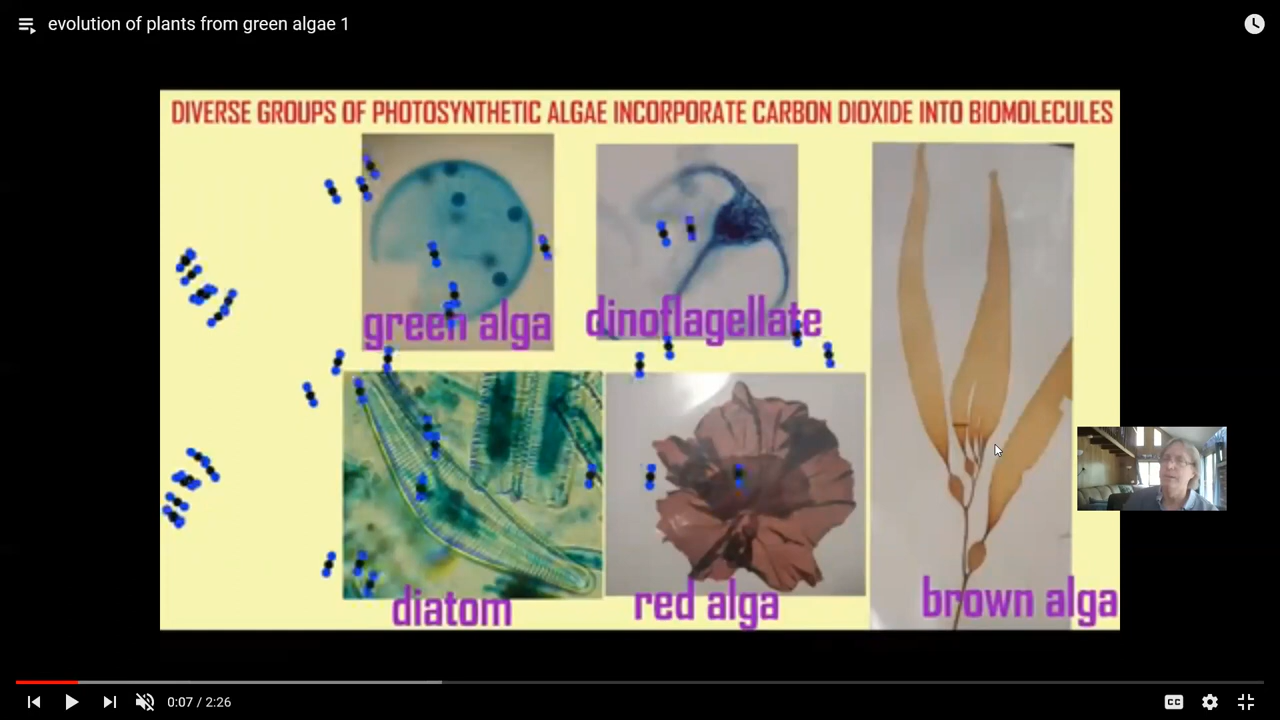 evolution of plants from green algae 1
DIVERSE GROUPS OF PHOTOSYNTHETIC ALGAE INCORPORATE CARBON DIOXIDE INTO BIOMOLECULES
green alga
dinoflagellate
diatom
red alga
brown alga
0:07 / 2:26
CC